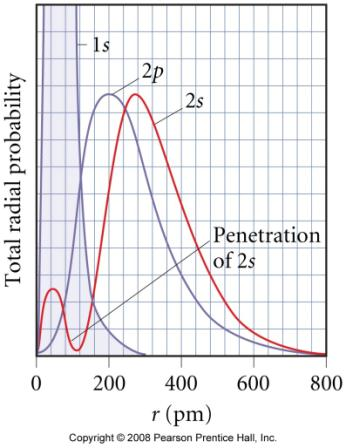 Total radial probability
1s
2p
2s
Penetration
of 2s
0
200
400
600
800
r (pm)
Copyright © 2008 Pearson Prentice Hall, Inc.